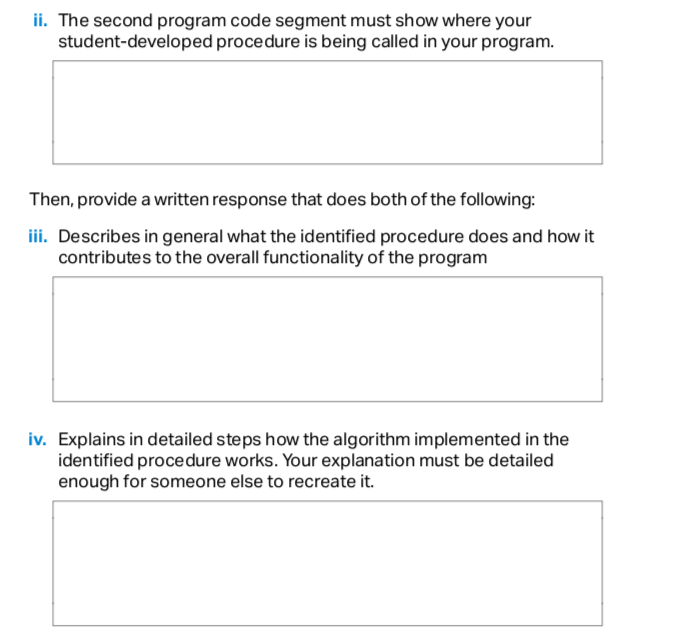 ii. The second program code segment must show where your
student-developed procedure is being called in your program.
Then, provide a written response that does both of the following:
iii. Describes in general what the identified procedure does and how it
contributes to the overall functionality of the program
iv. Explains in detailed steps how the algorithm implemented in the
identified procedure works. Your explanation must be detailed
enough for someone else to recreate it.